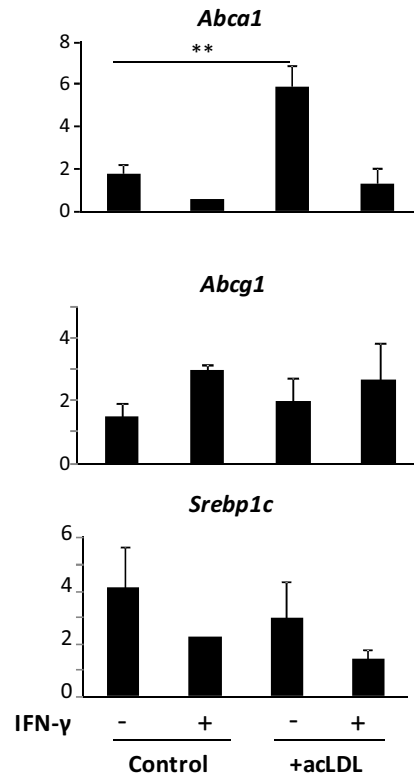 Abca1
8
**
6
4
2
0
Abcg1
4
2
0
Srebp1c
6
4
2
0
IFN-γ - + - +
Control +acLDL